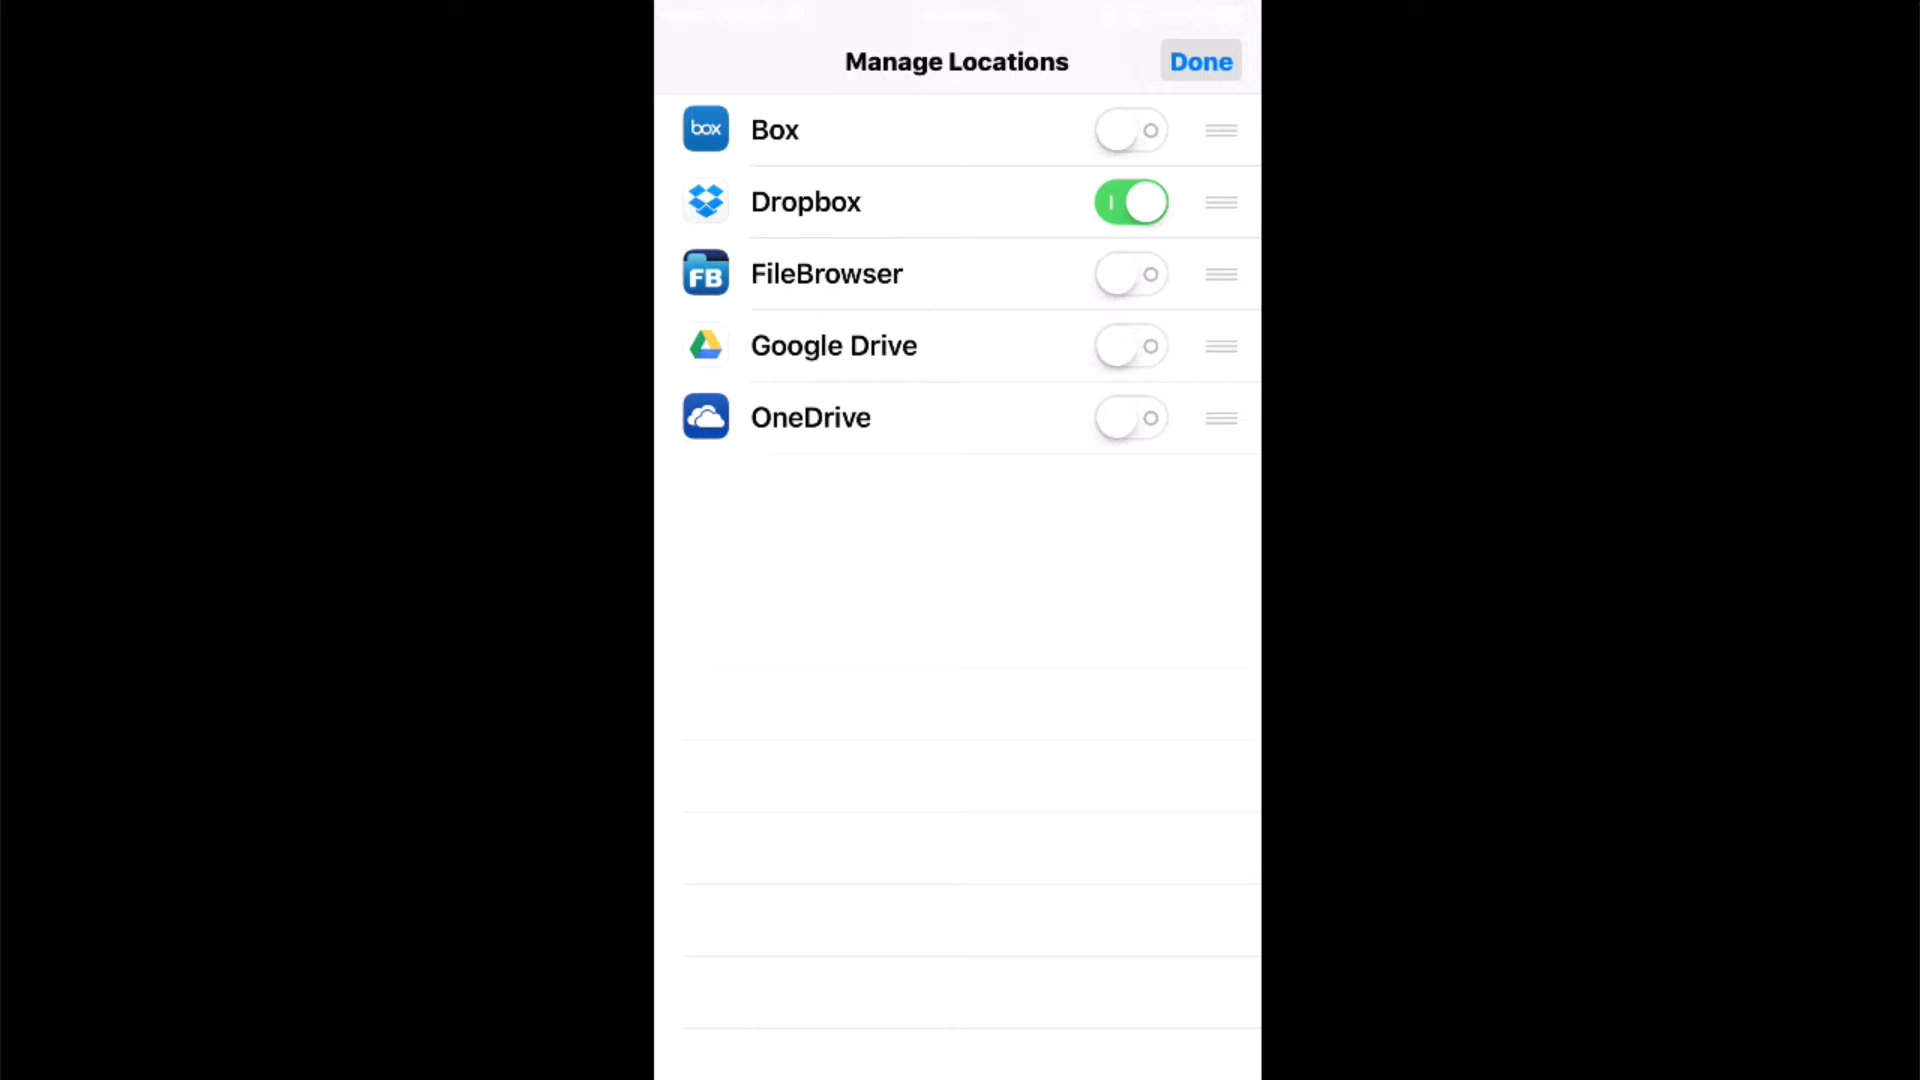 Manage Locations
Done
box
Box
Dropbox
FB
FileBrowser
Google Drive
OneDrive